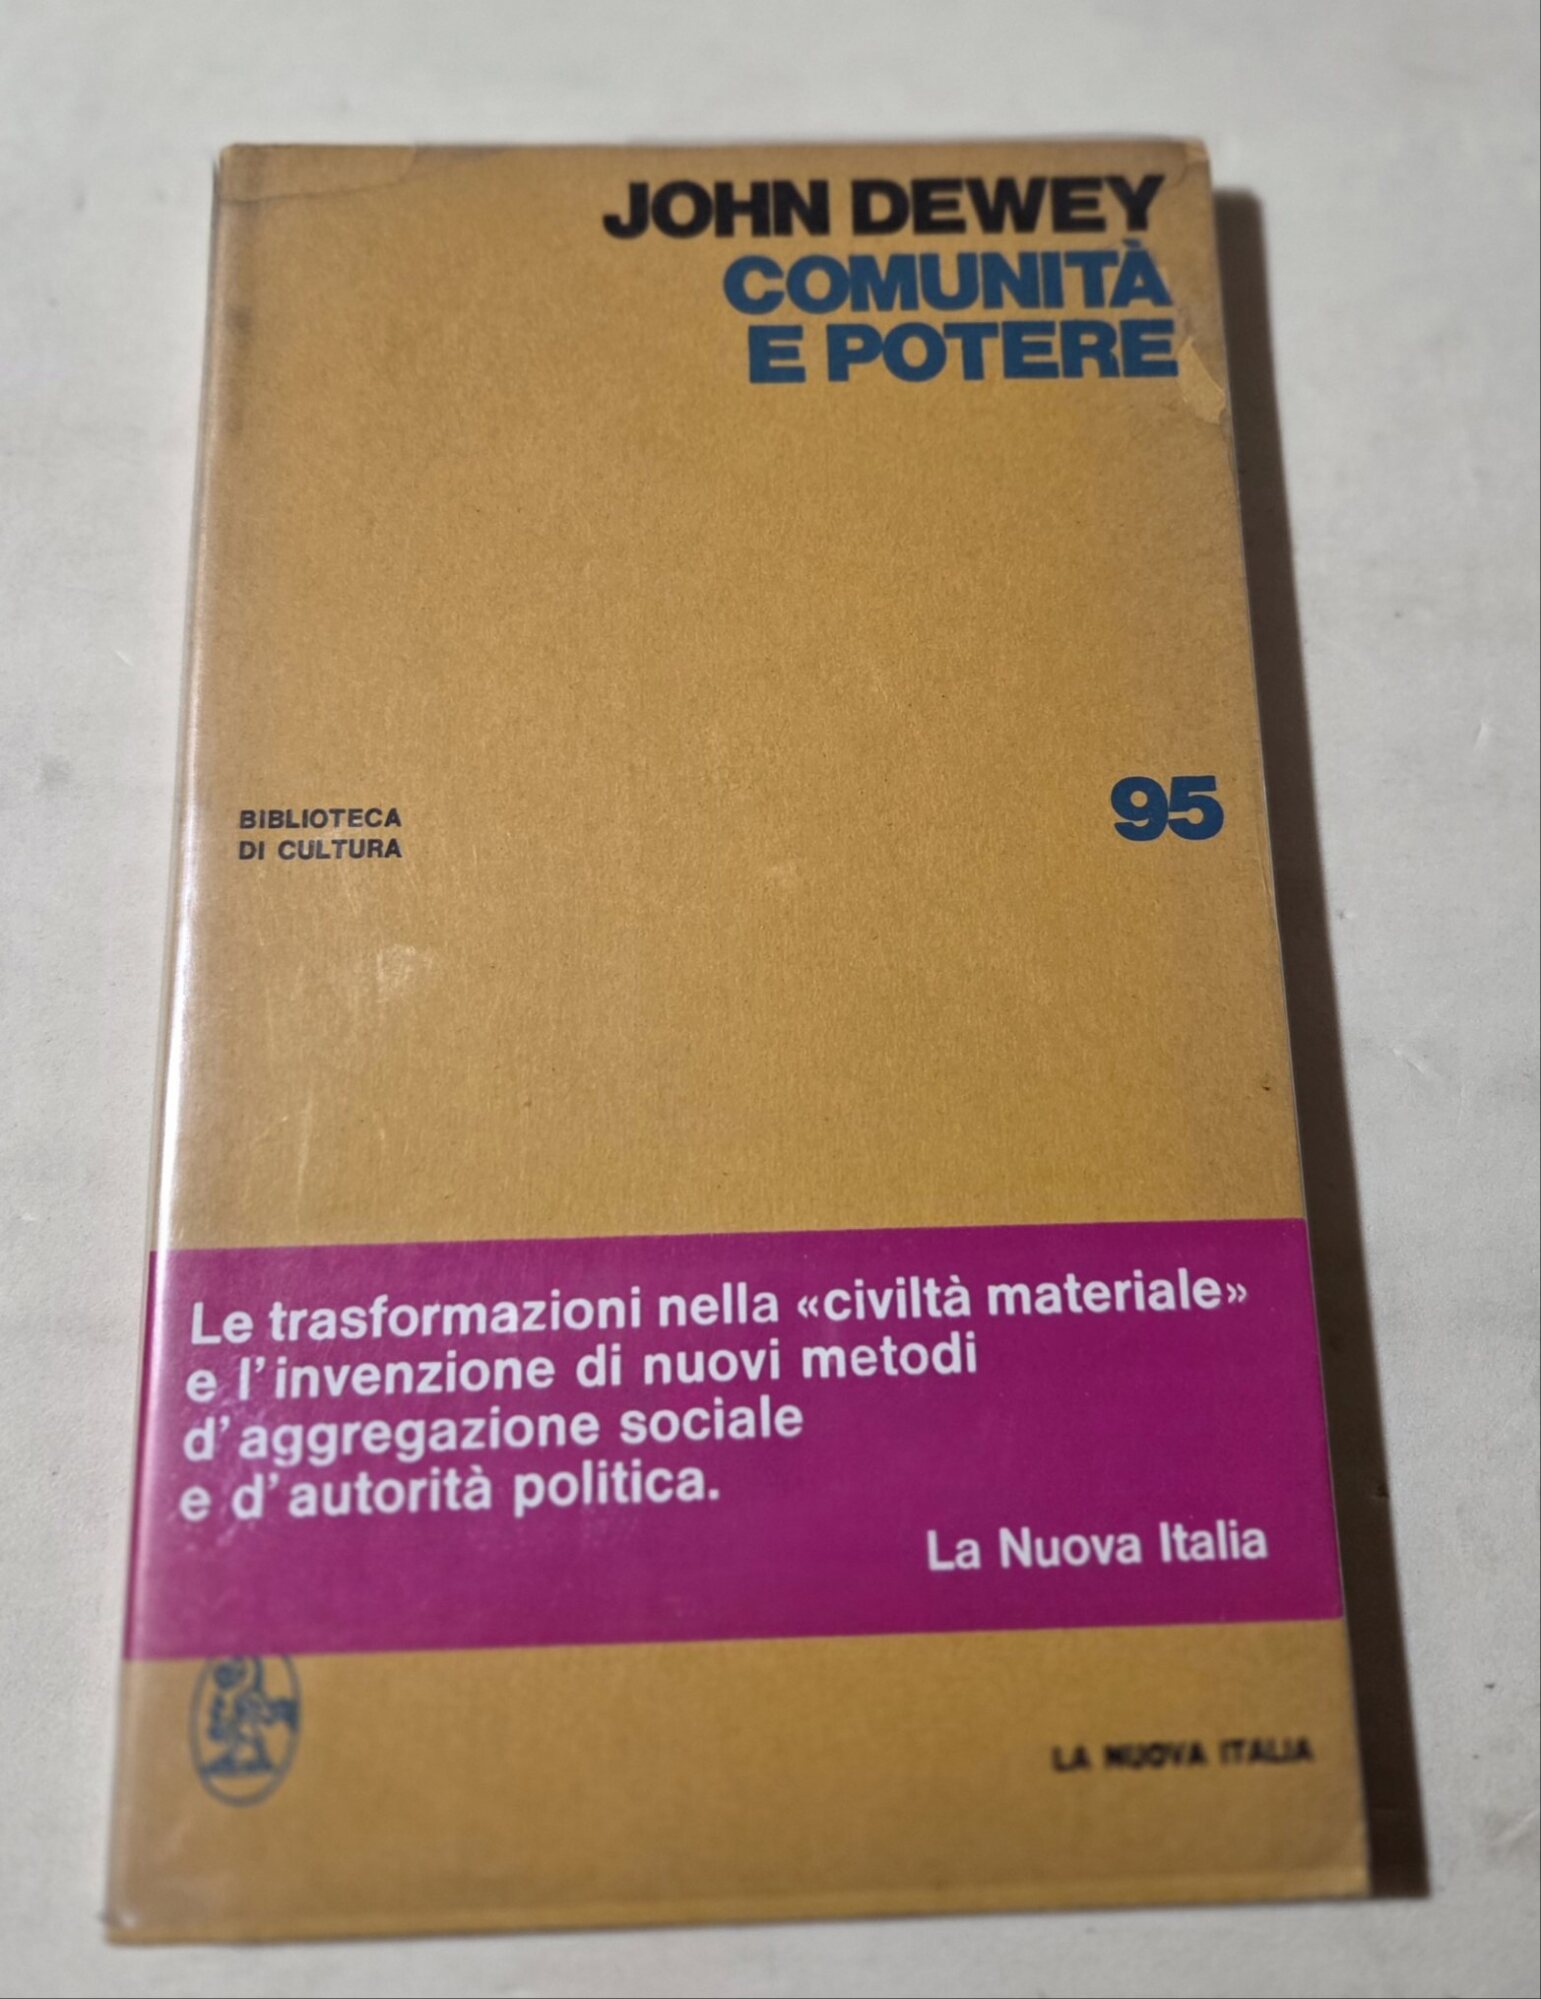 JOHN DEWEY
COMUNITÀ
E POTERE
BIBLIOTECA
DI CULTURA
95
Le trasformazioni nella «civiltà materiale»
e l'invenzione di nuovi metodi
d'aggregazione sociale
e d'autorità politica.
La Nuova Italia
LA NUOVA ITALIA